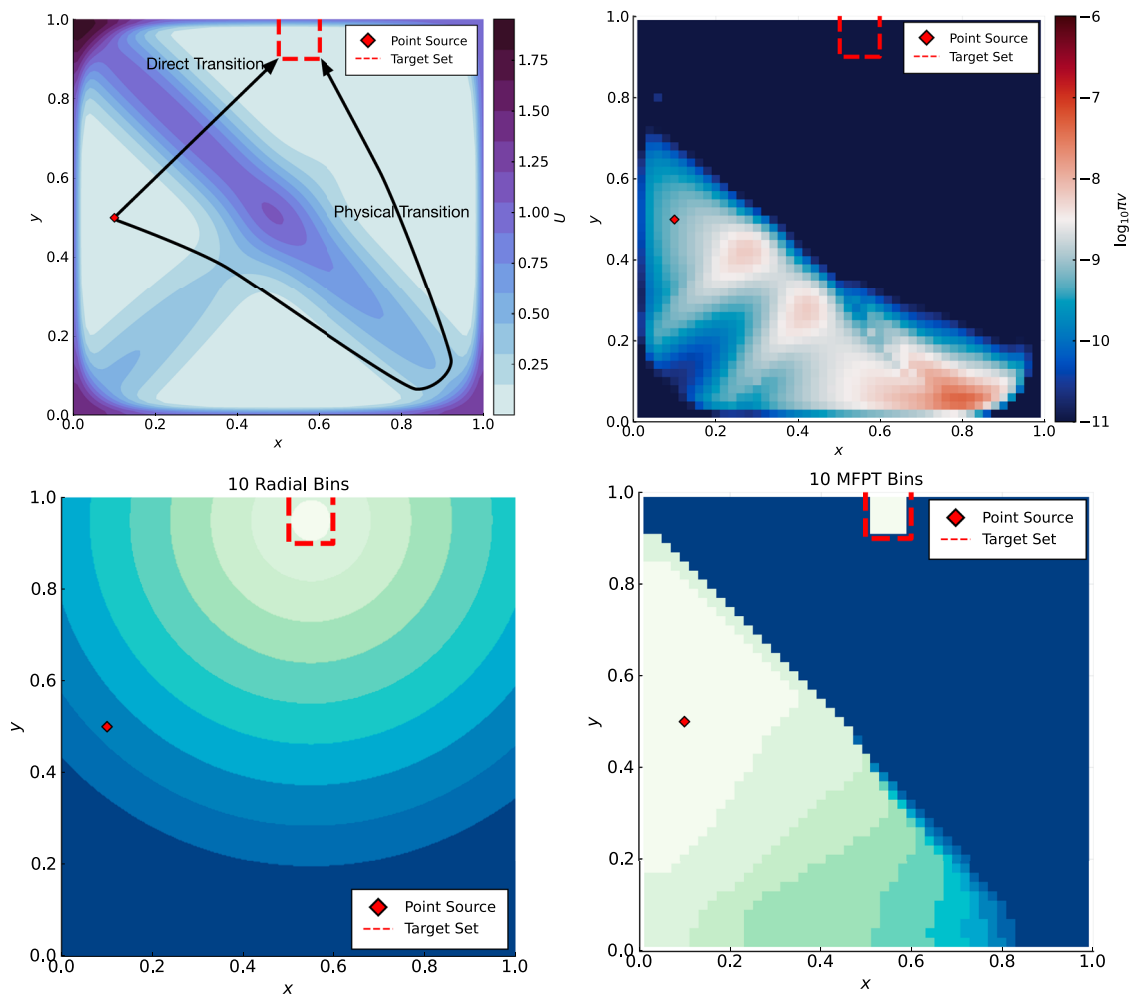 1.0
0.8
0.6
0.4
0.2
0.0
y
0.0 0.2 0.4 0.6 0.8 1.0
x
Direct Transition
Physical Transition
Point Source
Target Set
1.75
1.50
1.25
1.00
0.75
0.50
0.25
U
1.0
0.8
0.6
0.4
0.2
0.0
y
0.0 0.2 0.4 0.6 0.8 1.0
x
Point Source
Target Set
−6
−7
−8
−9
−10
−11
log₁₀πv
10 Radial Bins
1.0
0.8
0.6
0.4
0.2
0.0
y
0.0 0.2 0.4 0.6 0.8 1.0
x
Point Source
Target Set
10 MFPT Bins
1.0
0.8
0.6
0.4
0.2
0.0
y
0.0 0.2 0.4 0.6 0.8 1.0
x
Point Source
Target Set